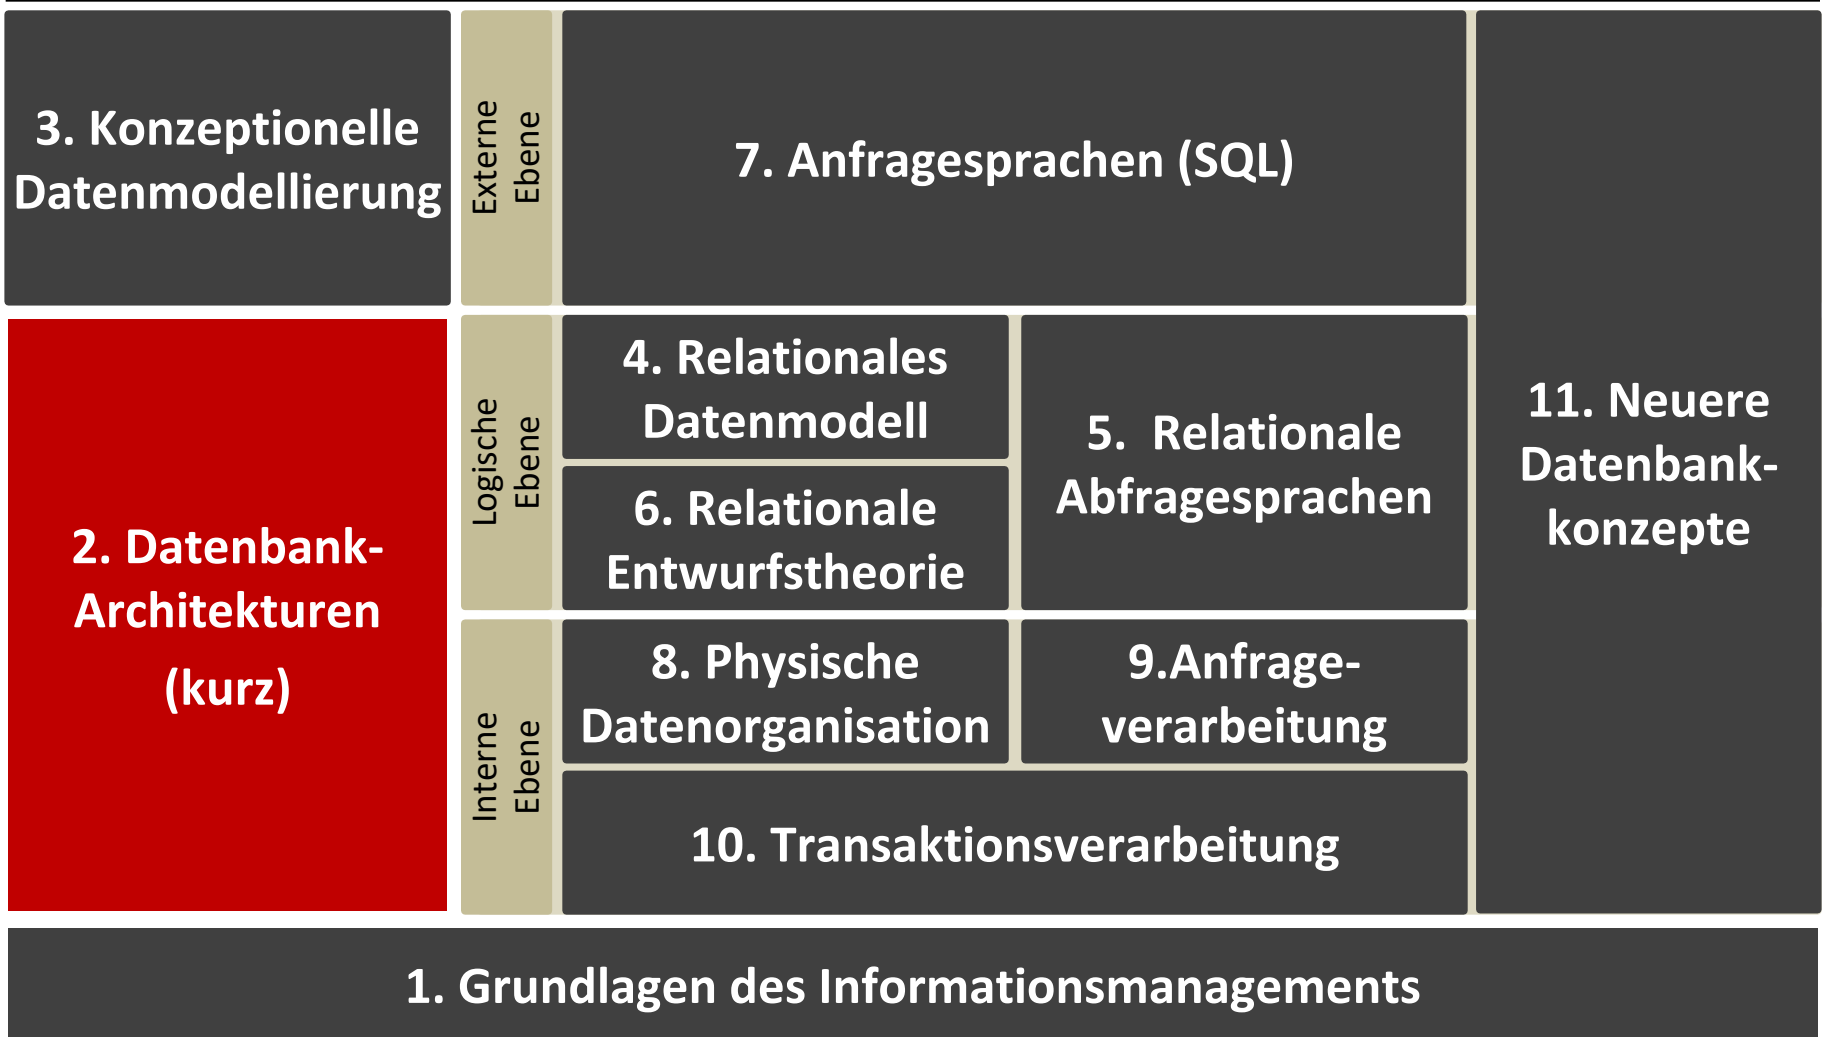 3. Konzeptionelle
Datenmodellierung
Externe
Ebene
7. Anfragesprachen (SQL)
2. Datenbank-
Architekturen
(kurz)
Logische
Ebene
4. Relationales
Datenmodell
6. Relationale
Entwurfstheorie
5. Relationale
Abfragesprachen
Interne
Ebene
8. Physische
Datenorganisation
9.Anfrage-
verarbeitung
10. Transaktionsverarbeitung
11. Neuere
Datenbank-
konzepte
1. Grundlagen des Informationsmanagements